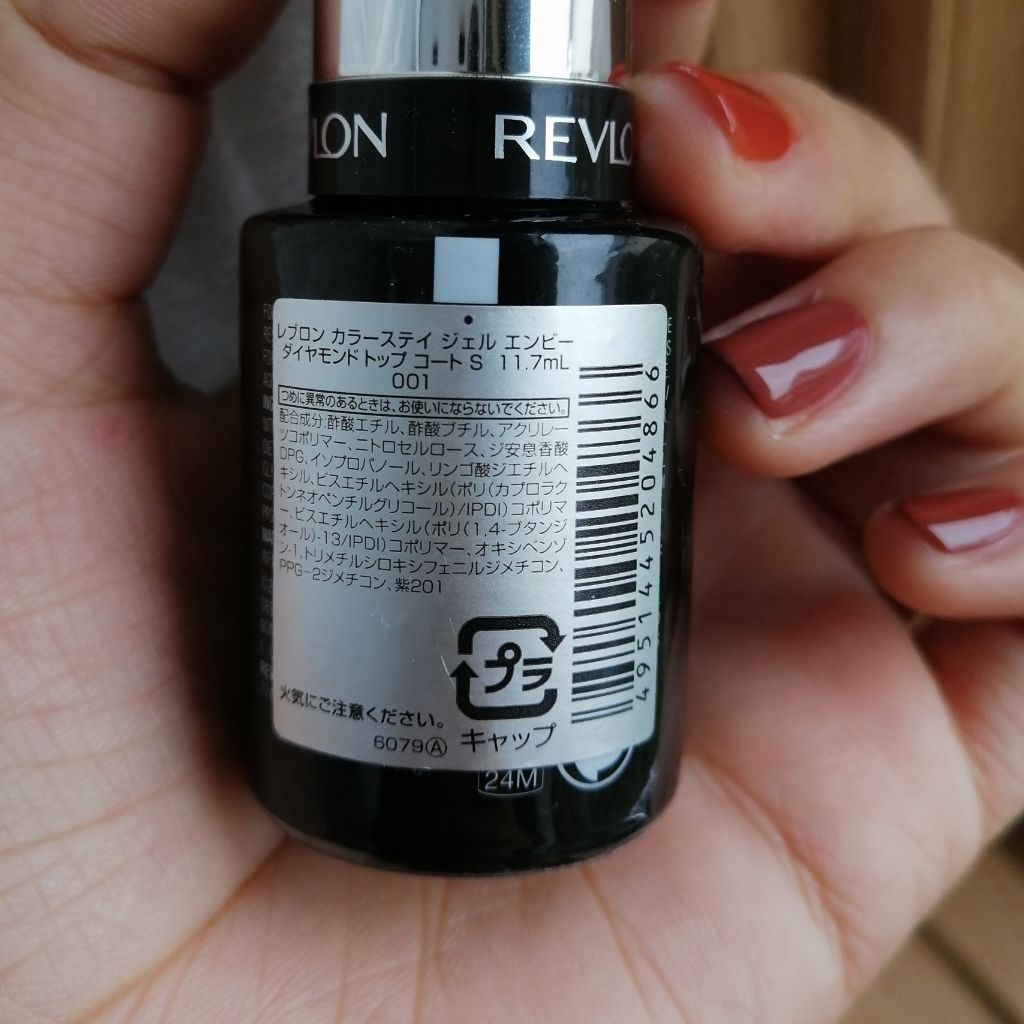 LON REVLO
レブロン カラーステイ ジェル エンビー
ダイヤモンド トップ コート S 11.7mL
001
つめに異常のあるときは、お使いにならないでください。
配合成分:酢酸エチル、酢酸ブチル、アクリレー
ツコポリマー、ニトロセルロース、ジ安息香酸
DPG、イソプロパノール、リンゴ酸ジエチルヘ
キシル、ビスエチルヘキシル(ポリ(カプロラク
トンネオペンチルグリコール)/IPDI)コポリマ
ー、ビスエチルヘキシル(ポリ(1,4-ブタンジ
オール)-13/IPDI)コポリマー、オキシベンゾ
ン-1、トリメチルシロキシフェニルジメチコン、
PPG-2ジメチコン、紫201
プラ
火気にご注意ください。
6079Ⓐ キャップ
4951445204866
24M